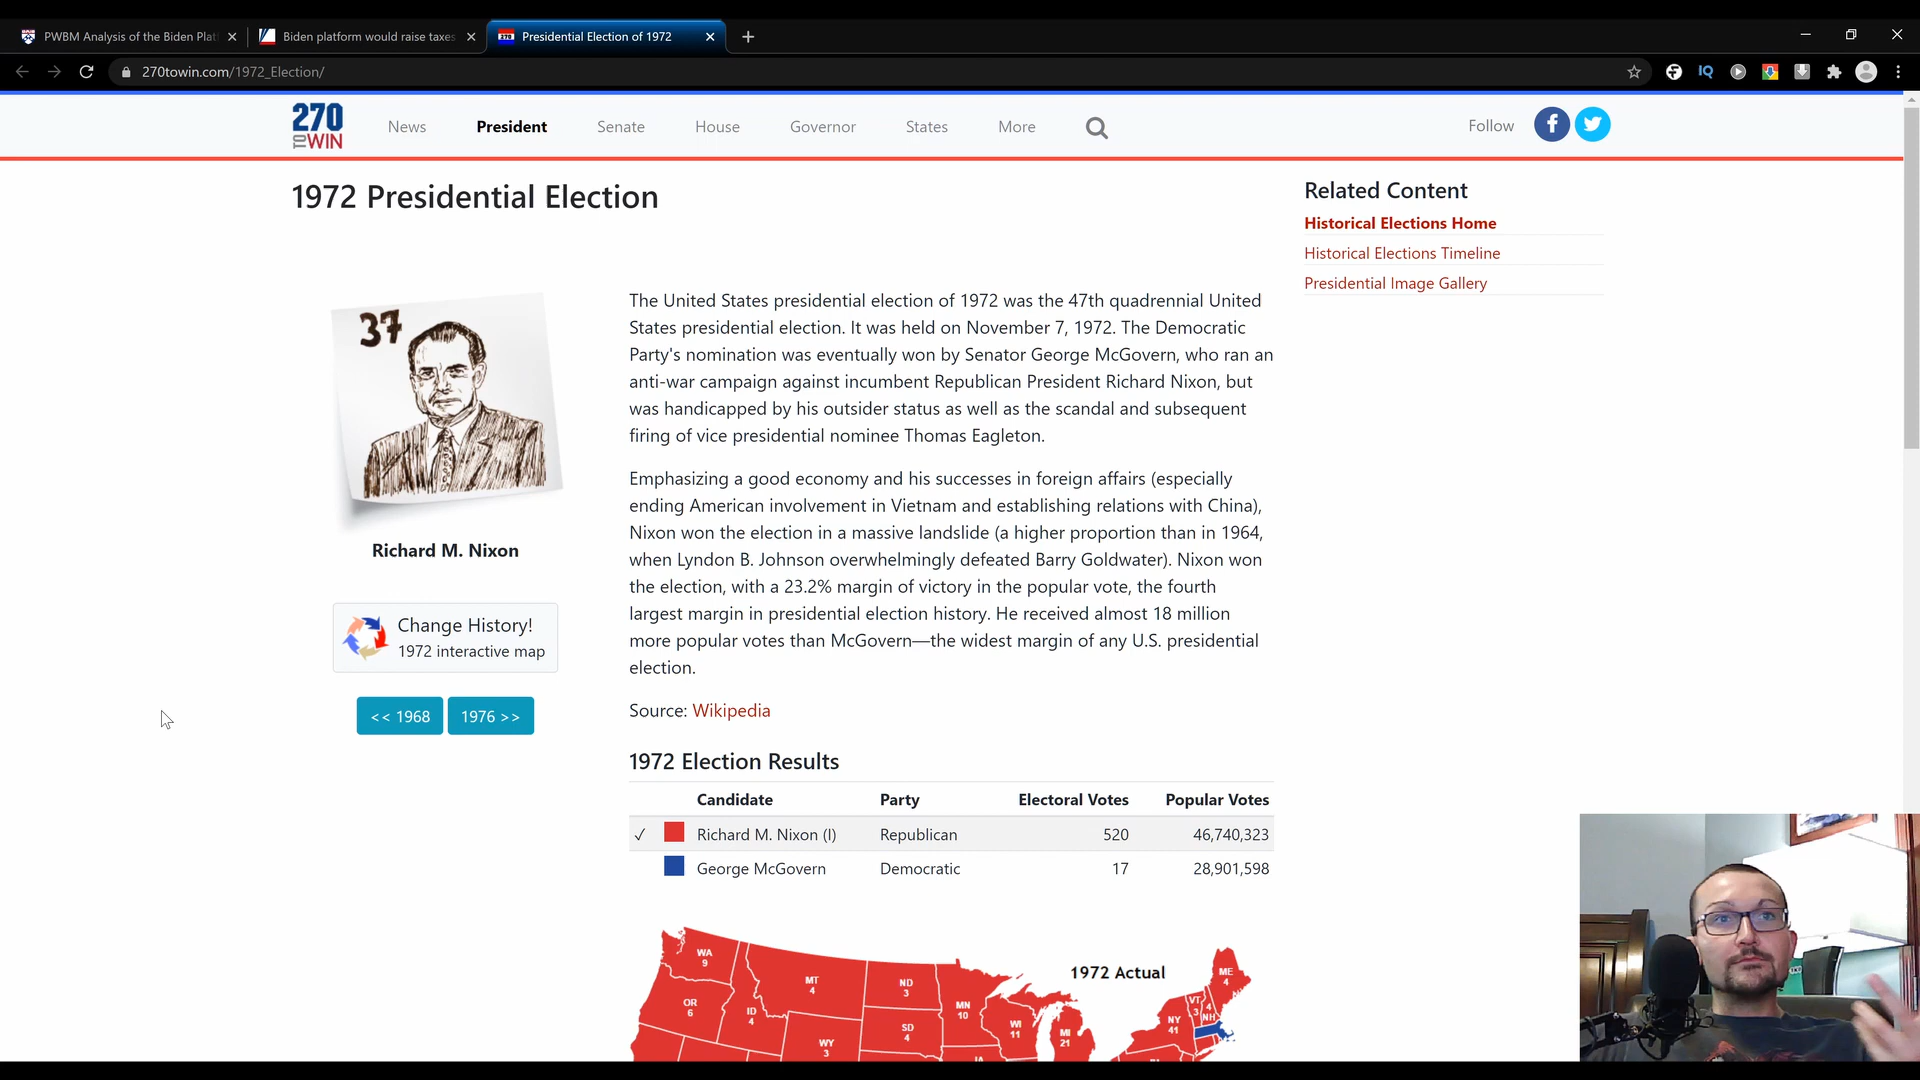 PWBM Analysis of the Biden Plat
Biden platform would raise taxes
Presidential Election of 1972
270towin.com/1972_Election/
270 TO WIN
News
President
Senate
House
Governor
States
More
Follow
1972 Presidential Election
Related Content
Historical Elections Home
Historical Elections Timeline
Presidential Image Gallery
37
Richard M. Nixon
Change History!
1972 interactive map
<< 1968
1976 >>
The United States presidential election of 1972 was the 47th quadrennial United
States presidential election. It was held on November 7, 1972. The Democratic
Party's nomination was eventually won by Senator George McGovern, who ran an
anti-war campaign against incumbent Republican President Richard Nixon, but
was handicapped by his outsider status as well as the scandal and subsequent
firing of vice presidential nominee Thomas Eagleton.
Emphasizing a good economy and his successes in foreign affairs (especially
ending American involvement in Vietnam and establishing relations with China),
Nixon won the election in a massive landslide (a higher proportion than in 1964,
when Lyndon B. Johnson overwhelmingly defeated Barry Goldwater). Nixon won
the election, with a 23.2% margin of victory in the popular vote, the fourth
largest margin in presidential election history. He received almost 18 million
more popular votes than McGovern—the widest margin of any U.S. presidential
election.
Source: Wikipedia
1972 Election Results
Candidate Party Electoral Votes Popular Votes
✓ Richard M. Nixon (I) Republican 520 46,740,323
George McGovern Democratic 17 28,901,598
1972 Actual
WA 9
OR 6
ID 4
MT 4
WY 3
ND 3
SD 4
MN 10
WI 11
MI 21
NY 41
VT 3
4 NH
ME 4